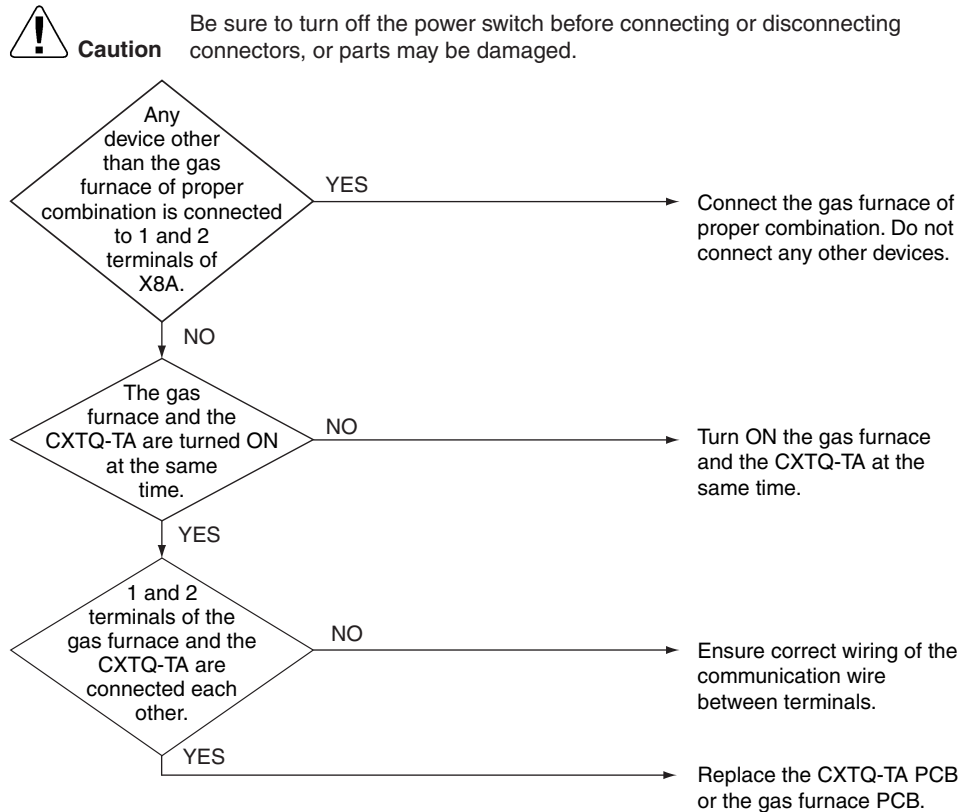 Be sure to turn off the power switch before connecting or disconnecting
Caution connectors, or parts may be damaged.
Any
device other
than the gas
furnace of proper
combination is connected
to 1 and 2
terminals of
X8A.
YES
Connect the gas furnace of
proper combination. Do not
connect any other devices.
NO
The gas
furnace and the
CXTQ-TA are turned ON
at the same
time.
NO
Turn ON the gas furnace
and the CXTQ-TA at the
same time.
YES
1 and 2
terminals of the
gas furnace and the
CXTQ-TA are
connected each
other.
NO
Ensure correct wiring of the
communication wire
between terminals.
YES
Replace the CXTQ-TA PCB
or the gas furnace PCB.